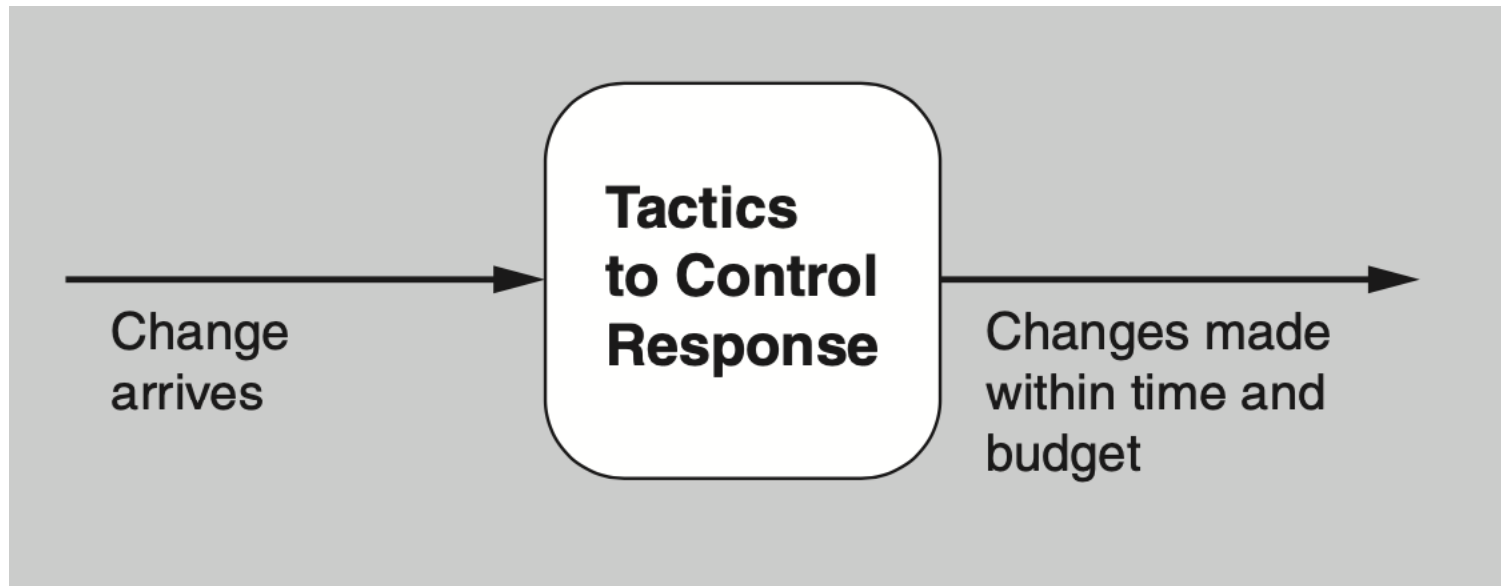 Change
arrives
Tactics
to Control
Response
Changes made
within time and
budget